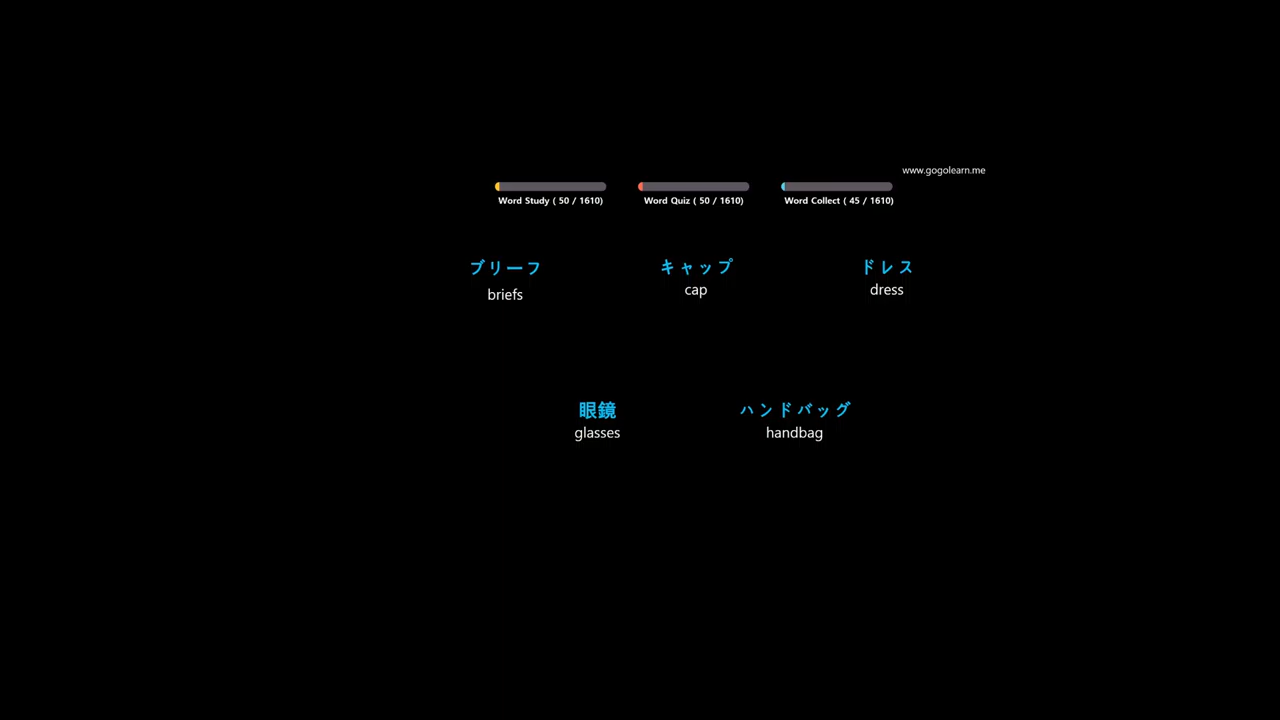 www.gogolearn.me
Word Study ( 50 / 1610)
Word Quiz ( 50 / 1610)
Word Collect ( 45 / 1610)
ブリーフ
briefs
キャップ
cap
ドレス
dress
眼鏡
glasses
ハンドバッグ
handbag